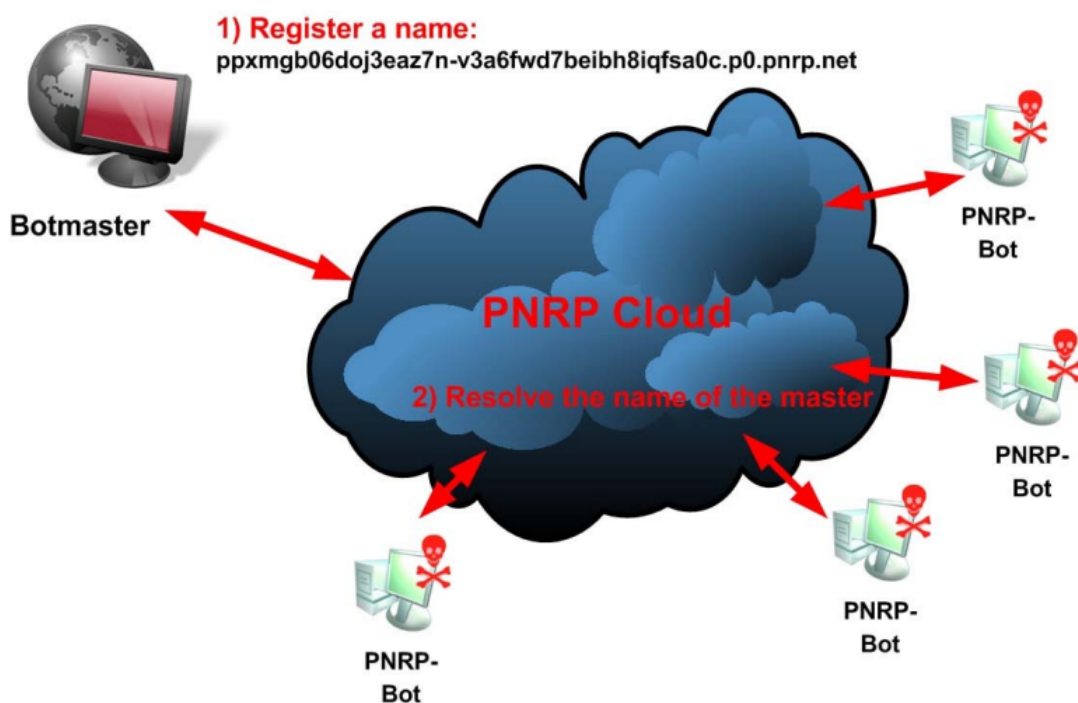 1) Register a name:
ppxmgb06doj3eaz7n-v3a6fwd7beibh8iqfsa0c.p0.pnrp.net
Botmaster
PNRP-
Bot
PNRP Cloud
2) Resolve the name of the master
PNRP-
Bot
PNRP-
Bot
PNRP-
Bot